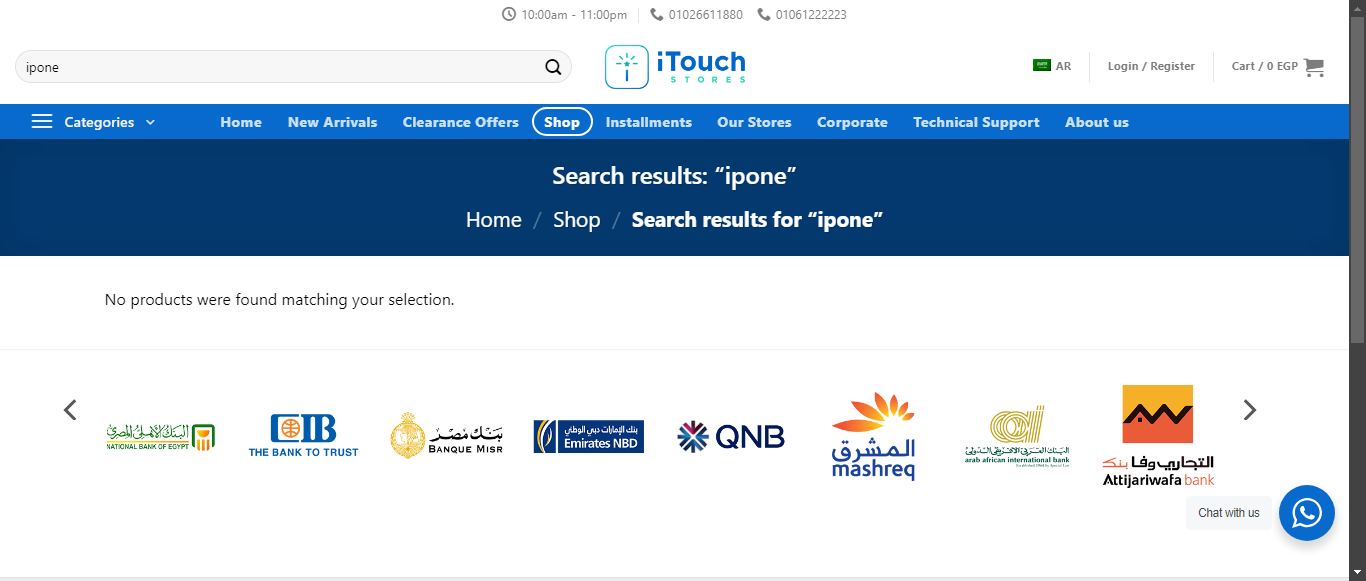 10:00am - 11:00pm 01026611880 01061222223
ipone
iTouch
STORES
AR Login / Register Cart / 0 EGP
Categories Home New Arrivals Clearance Offers Shop Installments Our Stores Corporate Technical Support About us
Search results: “ipone”
Home / Shop / Search results for “ipone”
No products were found matching your selection.
البنك الأهلي المصري
NATIONAL BANK OF EGYPT
CIB
THE BANK TO TRUST
بنك مصر
BANQUE MISR
بنك الإمارات دبي الوطني
Emirates NBD
QNB
المشرق
mashreq
البنك العربي الأفريقي الدولي
arab african international bank
التجاري وفا بنك
Attijariwafa bank
Chat with us